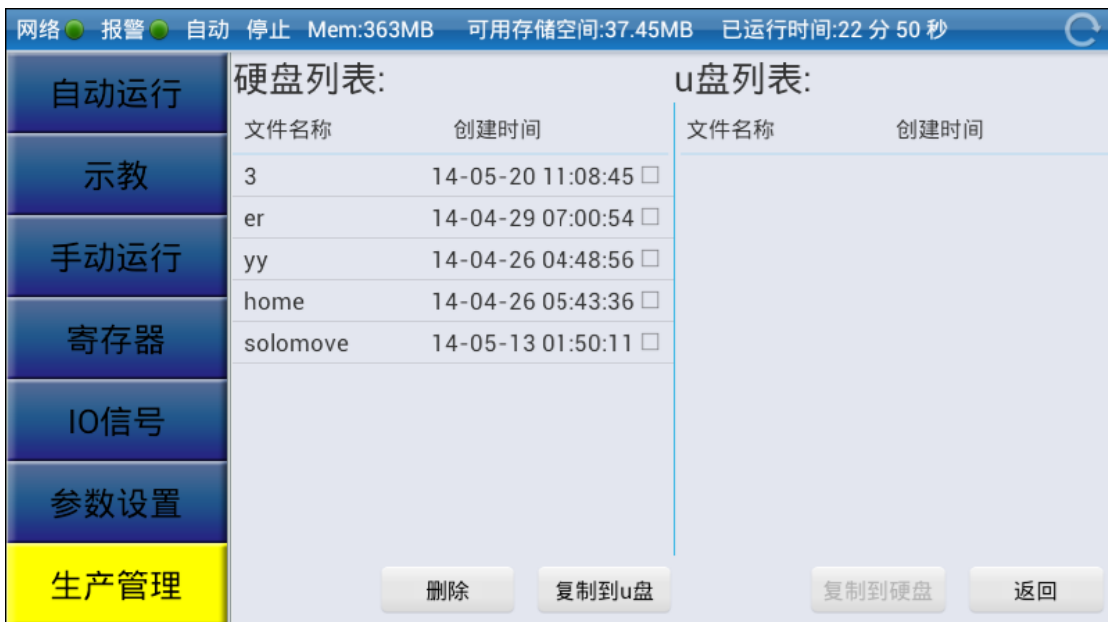 网络 报警 自动 停止 Mem:363MB 可用存储空间:37.45MB 已运行时间:22 分 50 秒
自动运行
示教
手动运行
寄存器
IO信号
参数设置
生产管理
硬盘列表:
文件名称 创建时间
3 14-05-20 11:08:45
er 14-04-29 07:00:54
yy 14-04-26 04:48:56
home 14-04-26 05:43:36
solomove 14-05-13 01:50:11
u盘列表:
文件名称 创建时间
删除 复制到u盘 复制到硬盘 返回